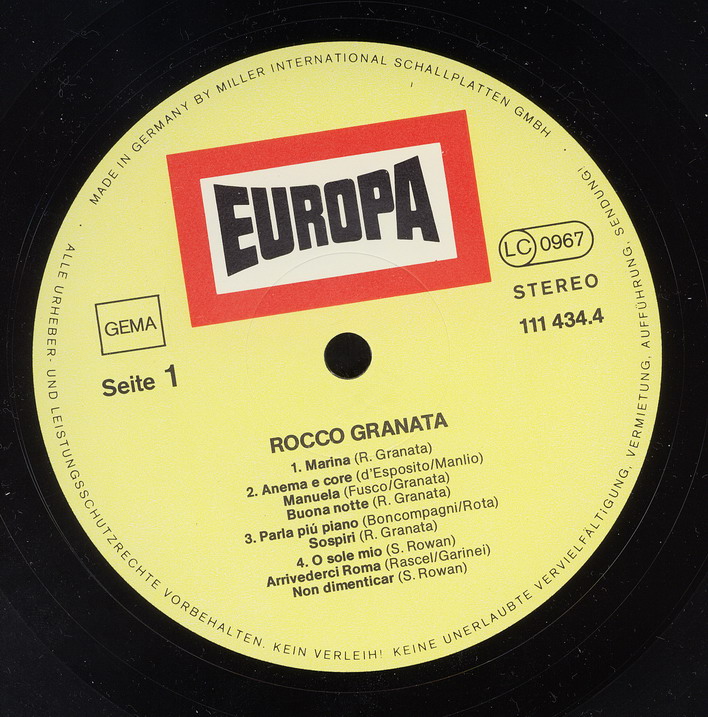 MADE IN GERMANY BY MILLER INTERNATIONAL SCHALLPLATTEN GMBH ·
ALLE URHEBER- UND LEISTUNGSSCHUTZRECHTE VORBEHALTEN. KEIN VERLEIH! KEINE UNERLAUBTE VERVIELFÄLTIGUNG, VERMIETUNG, AUFFÜHRUNG, SENDUNG! ·
EUROPA
LC 0967
STEREO
111 434.4
GEMA
Seite 1
ROCCO GRANATA
1. Marina (R. Granata)
2. Anema e core (d'Esposito/Manlio)
Manuela (Fusco/Granata)
Buona notte (R. Granata)
3. Parla piú piano (Boncompagni/Rota)
Sospiri (R. Granata)
4. O sole mio (S. Rowan)
Arrivederci Roma (Rascel/Garinei)
Non dimenticar (S. Rowan)